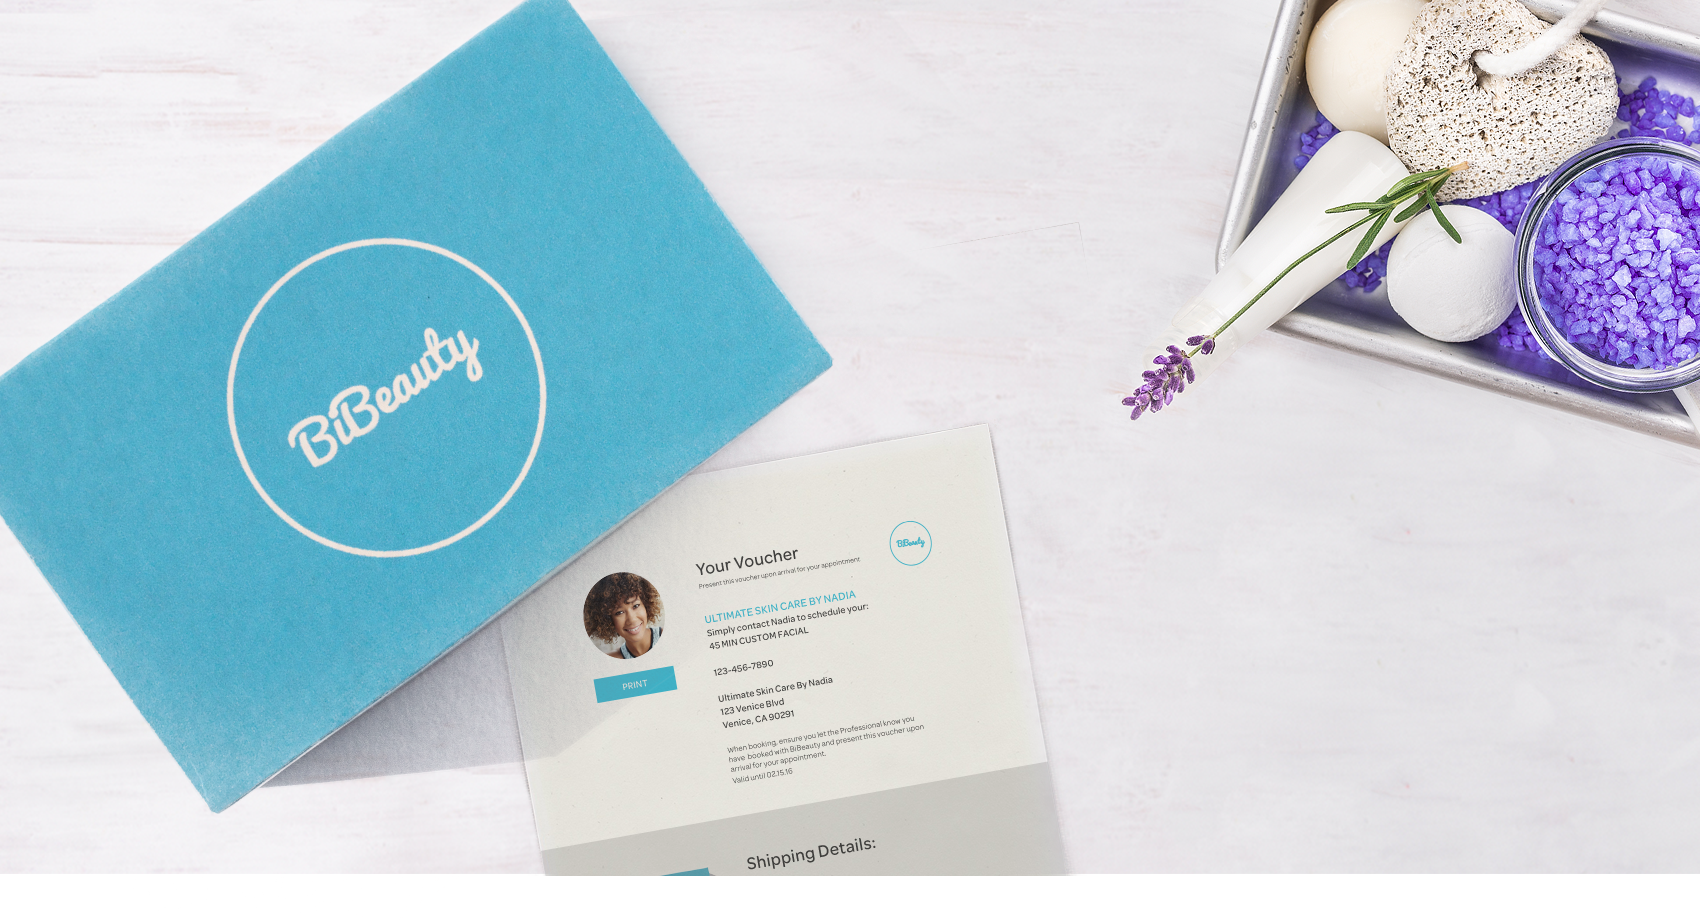 BiBeauty
Your Voucher
Present this voucher upon arrival for your appointment
BiBeauty
ULTIMATE SKIN CARE BY NADIA
Simply contact Nadia to schedule your:
45 MIN CUSTOM FACIAL
123-456-7890
PRINT
Ultimate Skin Care By Nadia
123 Venice Blvd
Venice, CA 90291
When booking, ensure you let the Professional know you
have booked with BiBeauty and present this voucher upon
arrival for your appointment.
Valid until 02.15.16
Shipping Details: